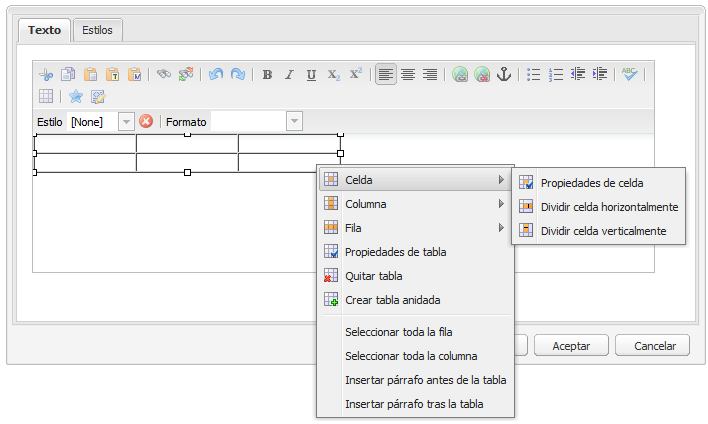 Texto Estilos
B I U X₂ X² ABC
Estilo [None] Formato
Celda
Columna
Fila
Propiedades de tabla
Quitar tabla
Crear tabla anidada
Seleccionar toda la fila
Seleccionar toda la columna
Insertar párrafo antes de la tabla
Insertar párrafo tras la tabla
Propiedades de celda
Dividir celda horizontalmente
Dividir celda verticalmente
Aceptar Cancelar